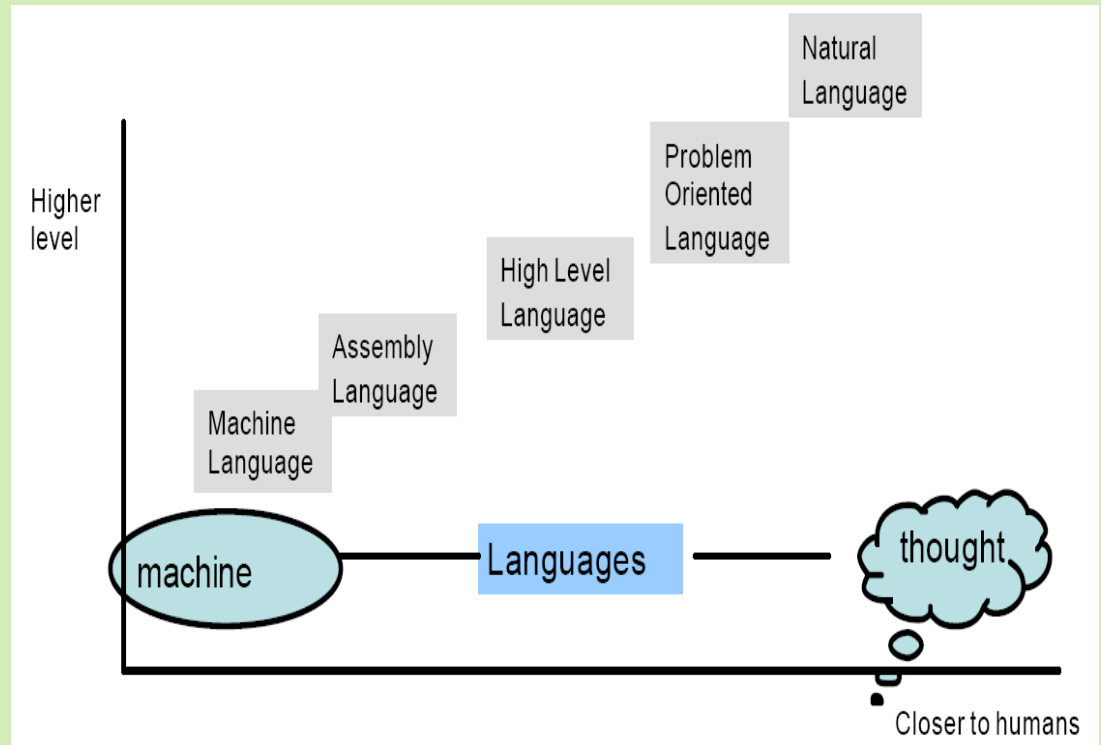 Natural
Language
Problem
Oriented
Language
Higher
level
High Level
Language
Assembly
Language
Machine
Language
machine
Languages
thought
Closer to humans